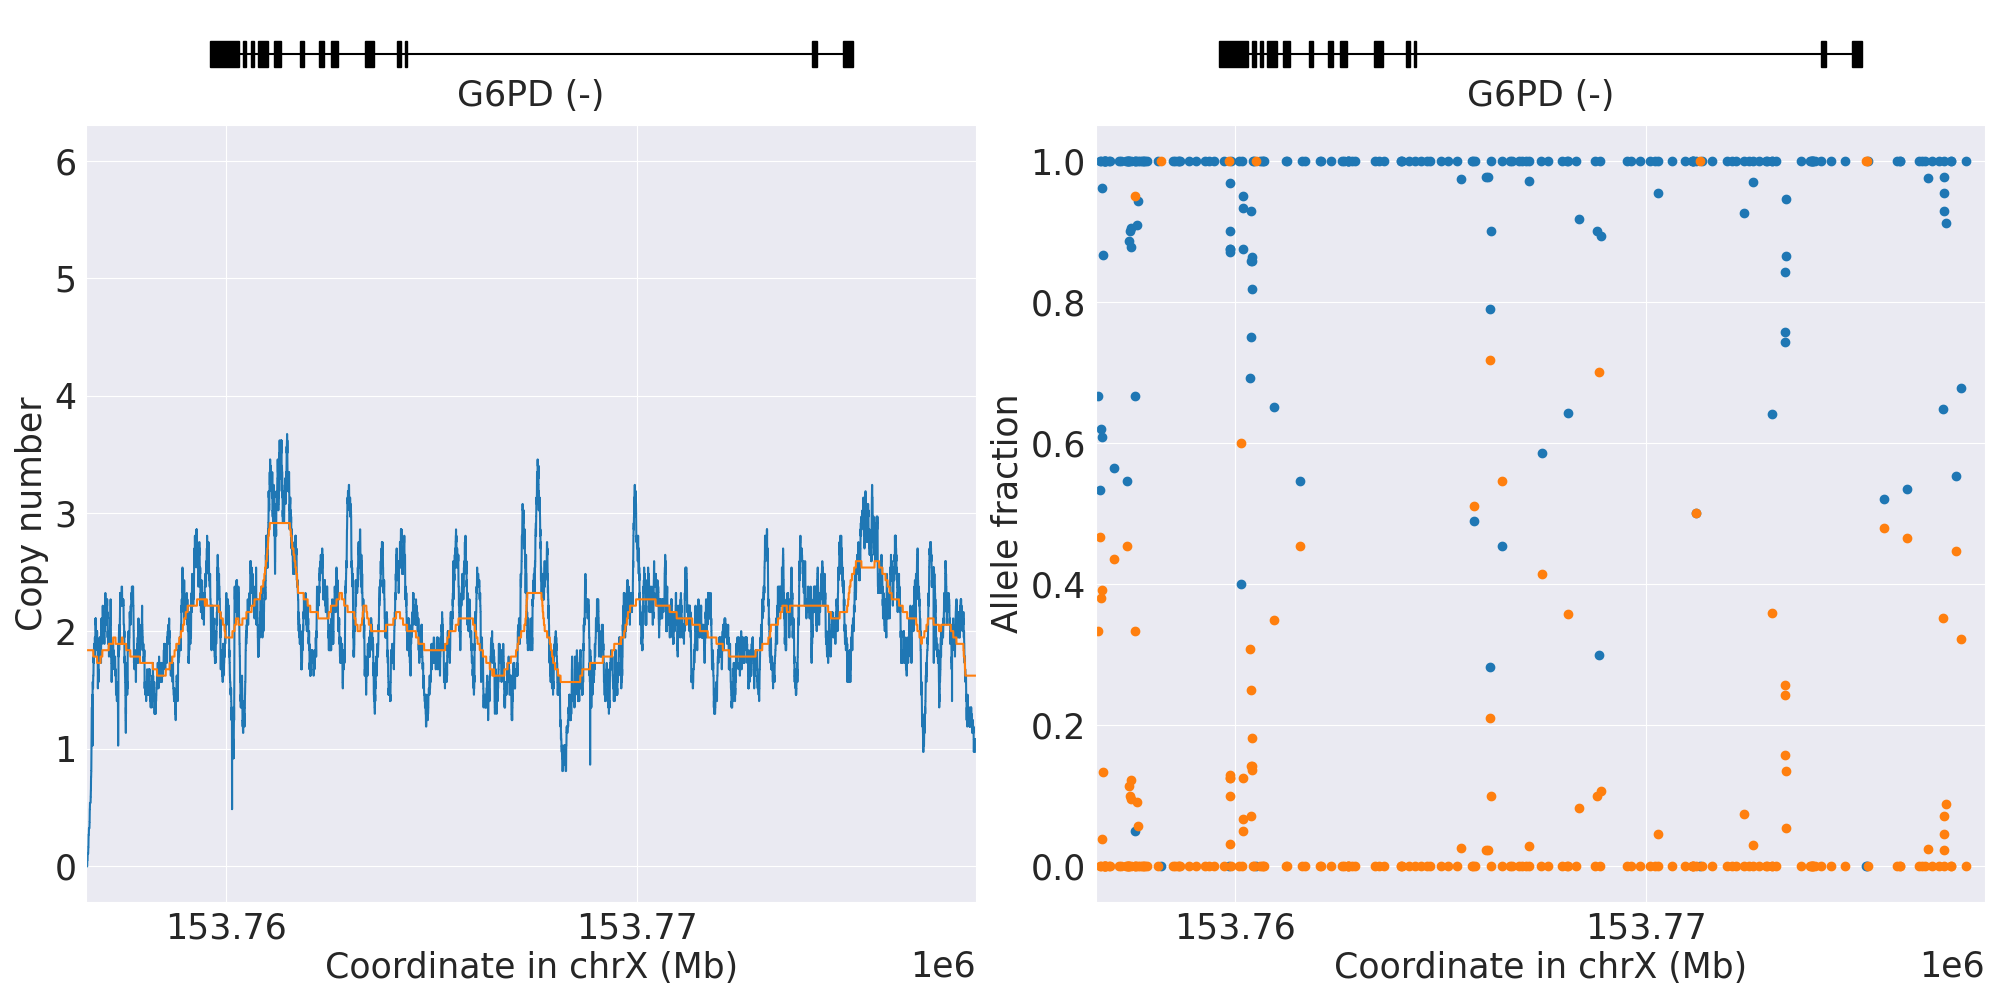 G6PD (-)
6
5
4
3
2
1
0
Copy number
153.76
153.77
Coordinate in chrX (Mb)
1e6
G6PD (-)
1.0
0.8
0.6
0.4
0.2
0.0
Allele fraction
153.76
153.77
Coordinate in chrX (Mb)
1e6